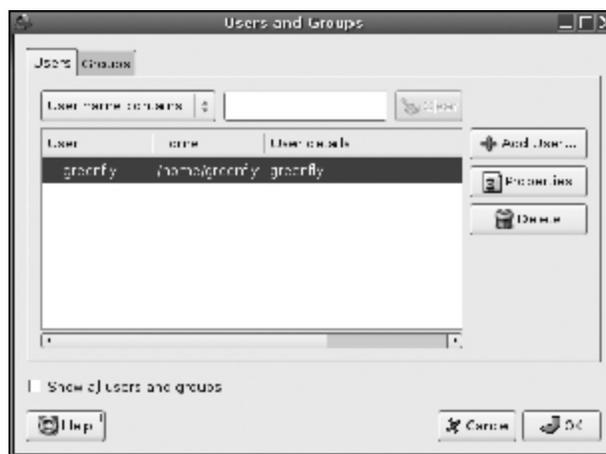 Users and Groups
Users Groups
User name contains Clear
User Home User details
greenfly /home/greenfly greenfly
Add User...
Properties
Delete
Show all users and groups
Help Cancel OK